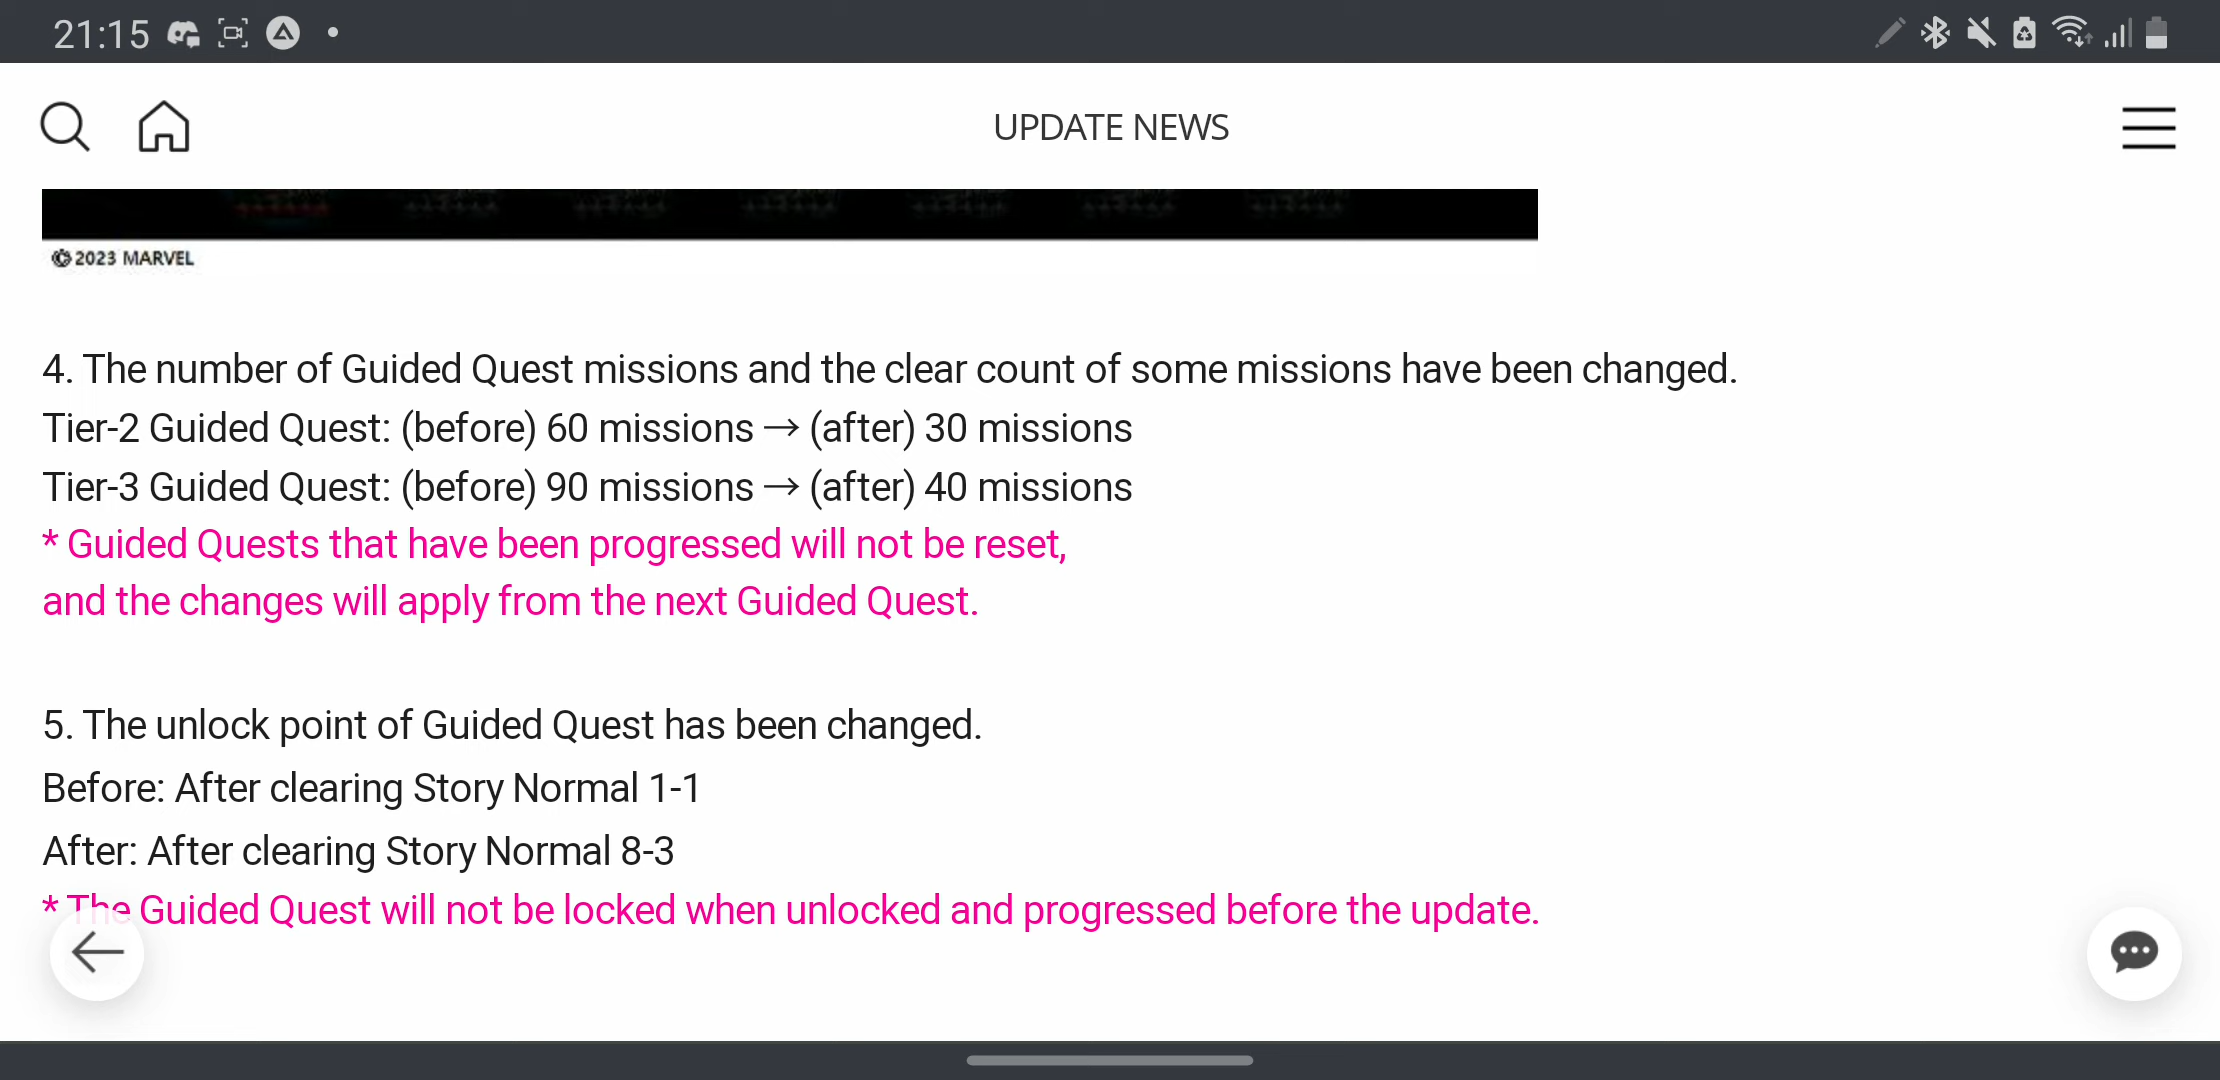 21:15
UPDATE NEWS
© 2023 MARVEL
4. The number of Guided Quest missions and the clear count of some missions have been changed.
Tier-2 Guided Quest: (before) 60 missions → (after) 30 missions
Tier-3 Guided Quest: (before) 90 missions → (after) 40 missions
* Guided Quests that have been progressed will not be reset,
and the changes will apply from the next Guided Quest.
5. The unlock point of Guided Quest has been changed.
Before: After clearing Story Normal 1-1
After: After clearing Story Normal 8-3
* The Guided Quest will not be locked when unlocked and progressed before the update.